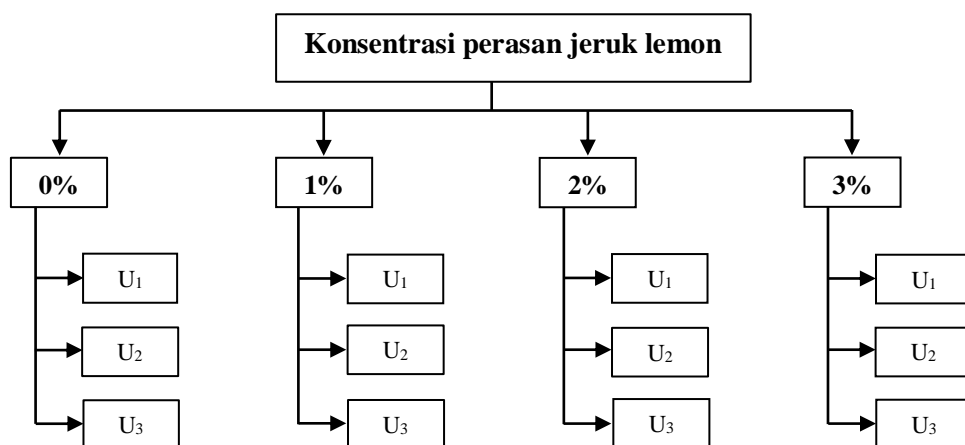 Konsentrasi perasan jeruk lemon
0%
1%
2%
3%
U1
U1
U1
U1
U2
U2
U2
U2
U3
U3
U3
U3